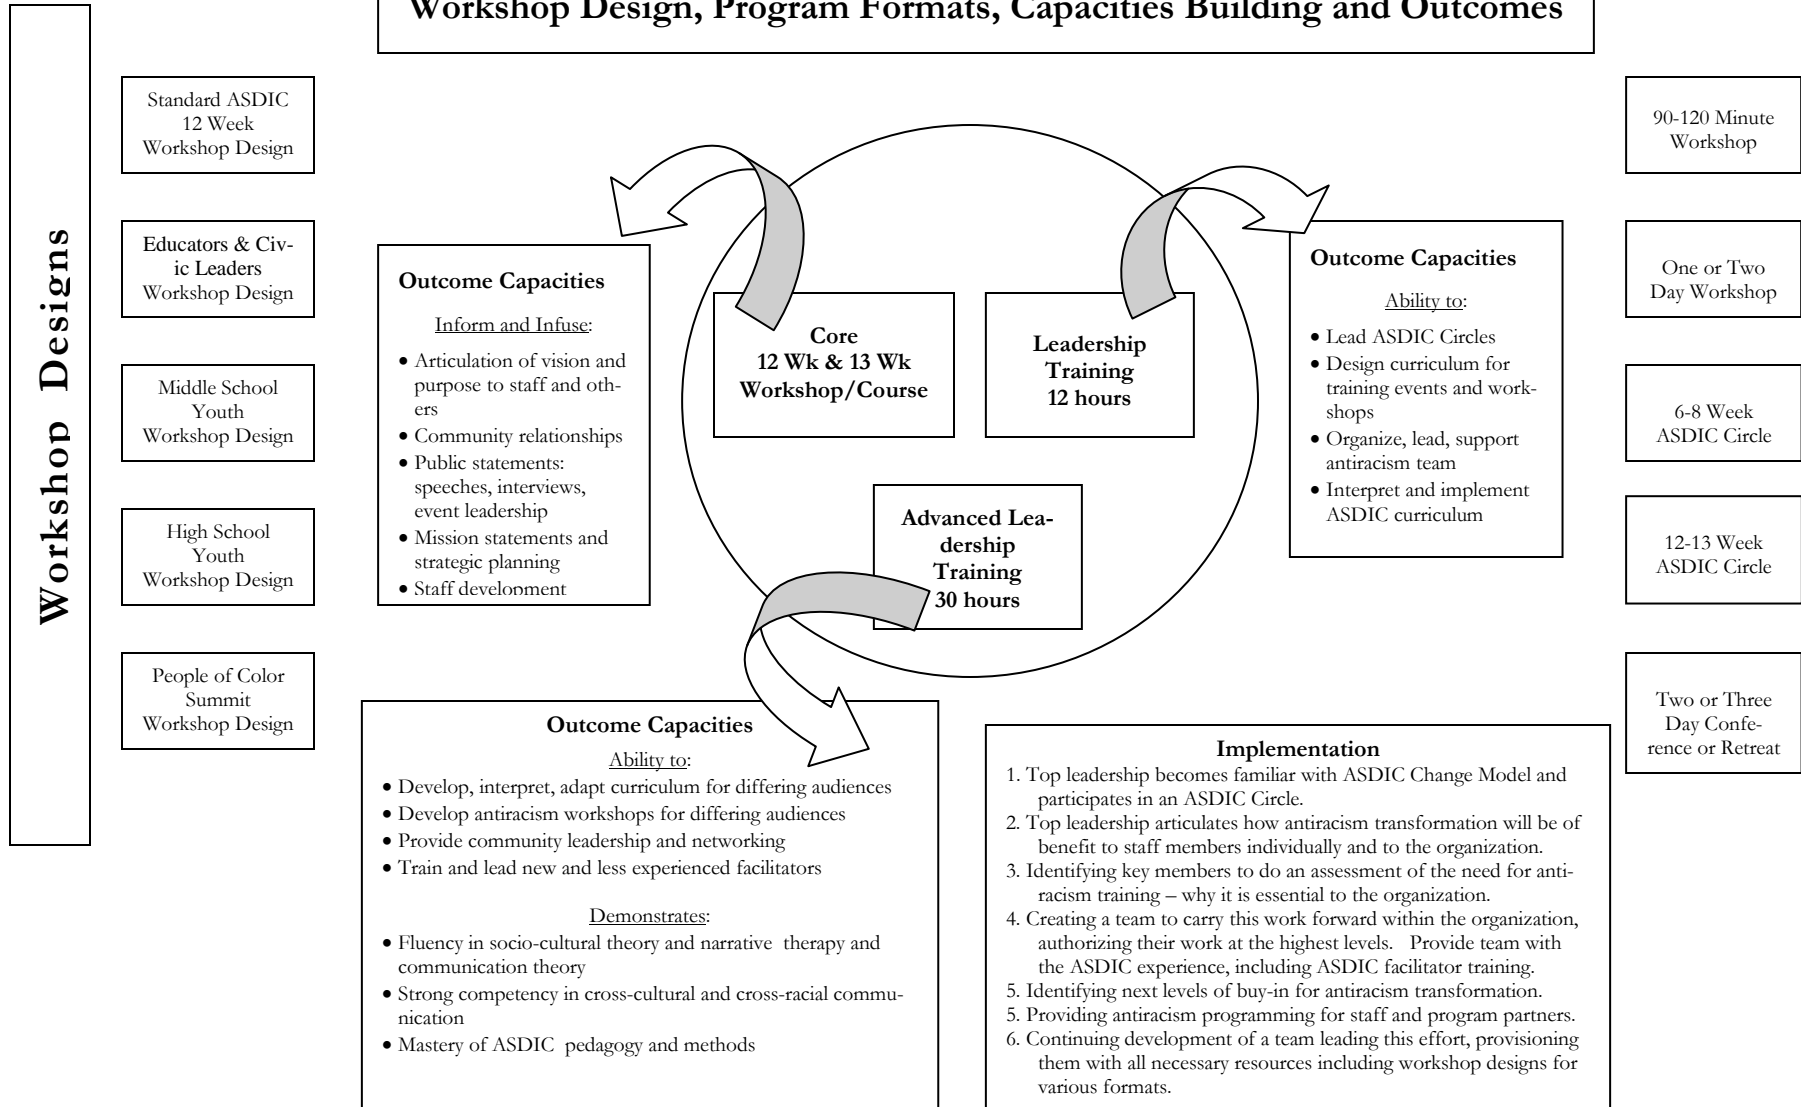 Workshop Design, Program Formats, Capacities Building and Outcomes
Workshop Designs
Standard ASDIC
12 Week
Workshop Design
Educators & Civ-
ic Leaders
Workshop Design
Middle School
Youth
Workshop Design
High School
Youth
Workshop Design
People of Color
Summit
Workshop Design
Outcome Capacities
Inform and Infuse:
• Articulation of vision and
purpose to staff and oth-
ers
• Community relationships
• Public statements:
speeches, interviews,
event leadership
• Mission statements and
strategic planning
• Staff development
Core
12 Wk & 13 Wk
Workshop/Course
Leadership
Training
12 hours
Advanced Lea-
dership
Training
30 hours
Outcome Capacities
Ability to:
• Lead ASDIC Circles
• Design curriculum for
training events and work-
shops
• Organize, lead, support
antiracism team
• Interpret and implement
ASDIC curriculum
90-120 Minute
Workshop
One or Two
Day Workshop
6-8 Week
ASDIC Circle
12-13 Week
ASDIC Circle
Two or Three
Day Confe-
rence or Retreat
Outcome Capacities
Ability to:
• Develop, interpret, adapt curriculum for differing audiences
• Develop antiracism workshops for differing audiences
• Provide community leadership and networking
• Train and lead new and less experienced facilitators
Demonstrates:
• Fluency in socio-cultural theory and narrative therapy and
communication theory
• Strong competency in cross-cultural and cross-racial commu-
nication
• Mastery of ASDIC pedagogy and methods
Implementation
1. Top leadership becomes familiar with ASDIC Change Model and
participates in an ASDIC Circle.
2. Top leadership articulates how antiracism transformation will be of
benefit to staff members individually and to the organization.
3. Identifying key members to do an assessment of the need for anti-
racism training – why it is essential to the organization.
4. Creating a team to carry this work forward within the organization,
authorizing their work at the highest levels. Provide team with
the ASDIC experience, including ASDIC facilitator training.
5. Identifying next levels of buy-in for antiracism transformation.
5. Providing antiracism programming for staff and program partners.
6. Continuing development of a team leading this effort, provisioning
them with all necessary resources including workshop designs for
various formats.